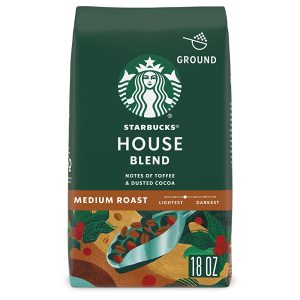 GROUND
STARBUCKS®
HOUSE
BLEND
NOTES OF TOFFEE
& DUSTED COCOA
MEDIUM ROAST
LIGHTEST DARKEST
18 OZ